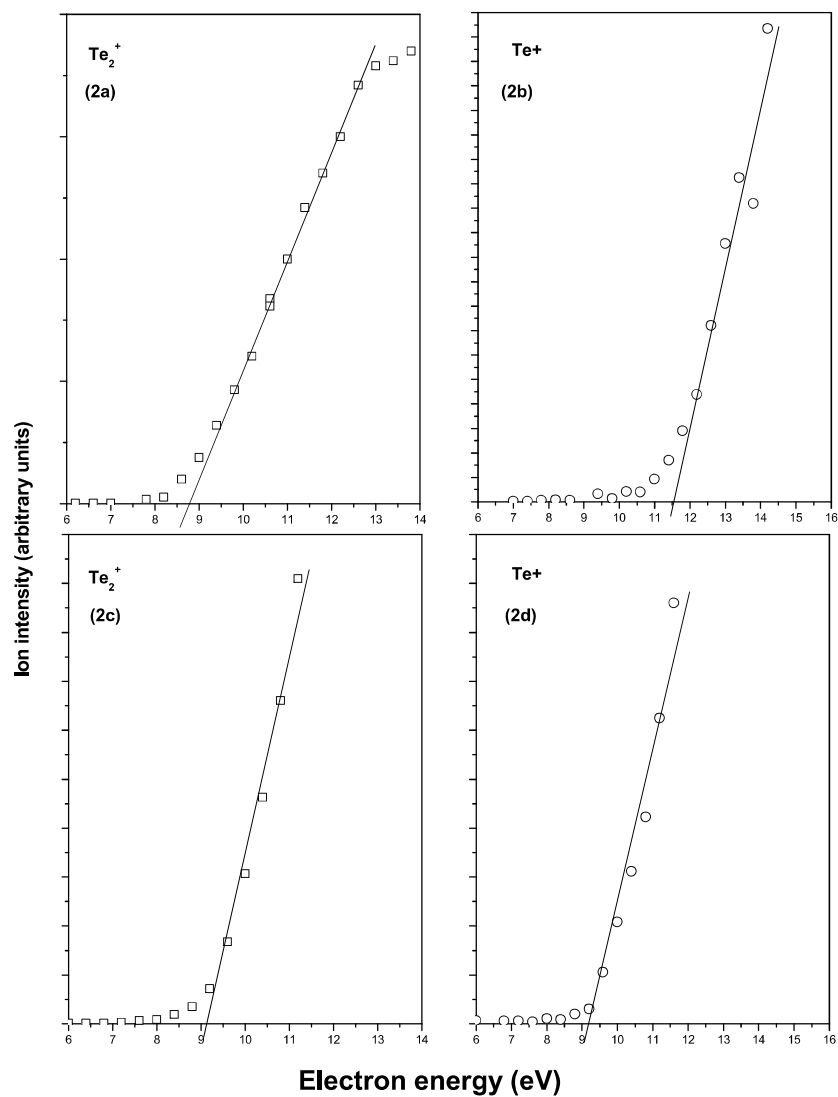 Te2+
(2a)
6 7 8 9 10 11 12 13 14
Te+
(2b)
6 7 8 9 10 11 12 13 14 15 16
Ion intensity (arbitrary units)
Te2+
(2c)
6 7 8 9 10 11 12 13 14
Te+
(2d)
6 7 8 9 10 11 12 13 14 15 16
Electron energy (eV)